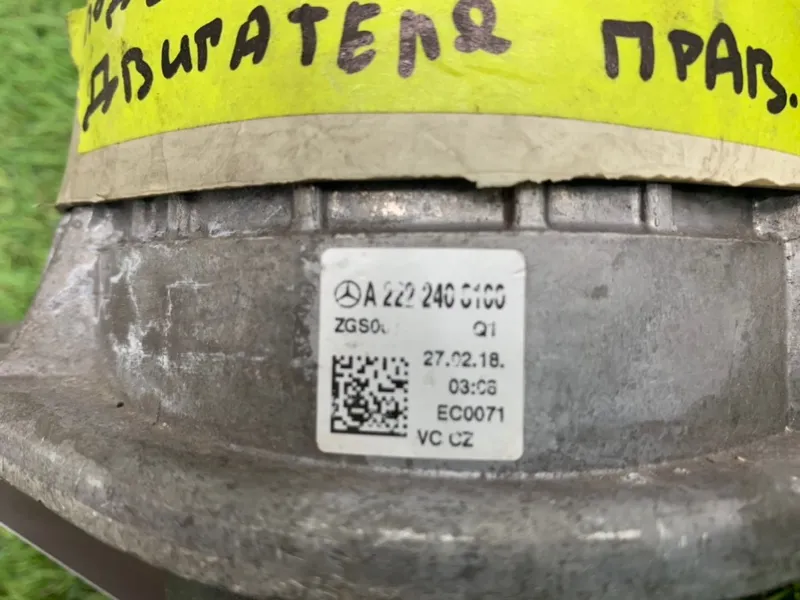 ДВИГАТЕЛЯ ПРАВ.
A 222 240 0100
Q1
27.02.18.
03:06
EC0071
VC CZ